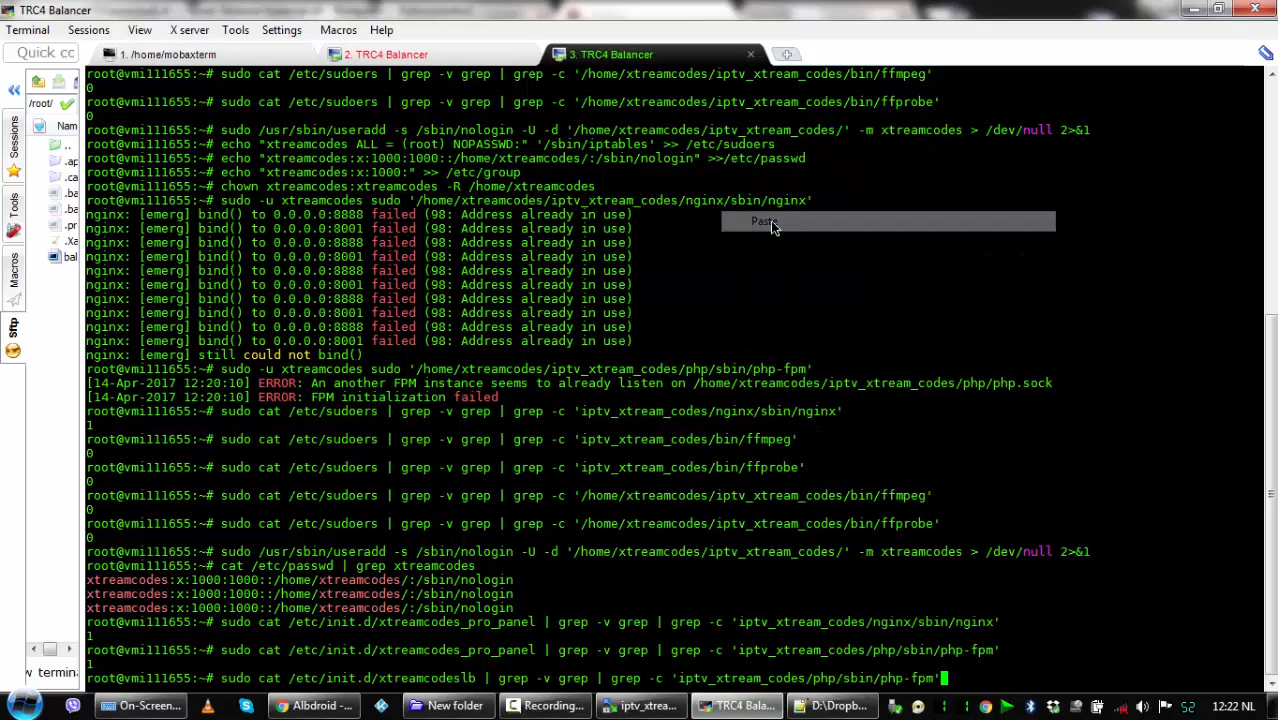 TRC4 Balancer
Terminal Sessions View X server Tools Settings Macros Help
Quick cc
1. /home/mobaxterm
2. TRC4 Balancer
3. TRC4 Balancer
/root/
Nam
..
.ap
.ca
.ba
.ba
.pr
.Xa
bal
Sessions
Tools
Macros
Sftp
w termin
root@vmi111655:~# sudo cat /etc/sudoers | grep -v grep | grep -c '/home/xtreamcodes/iptv_xtream_codes/bin/ffmpeg'
0
root@vmi111655:~# sudo cat /etc/sudoers | grep -v grep | grep -c '/home/xtreamcodes/iptv_xtream_codes/bin/ffprobe'
0
root@vmi111655:~# sudo /usr/sbin/useradd -s /sbin/nologin -U -d '/home/xtreamcodes/iptv_xtream_codes/' -m xtreamcodes > /dev/null 2>&1
root@vmi111655:~# echo "xtreamcodes ALL = (root) NOPASSWD:" '/sbin/iptables' >> /etc/sudoers
root@vmi111655:~# echo "xtreamcodes:x:1000:1000::/home/xtreamcodes/:/sbin/nologin" >>/etc/passwd
root@vmi111655:~# echo "xtreamcodes:x:1000:" >> /etc/group
root@vmi111655:~# chown xtreamcodes:xtreamcodes -R /home/xtreamcodes
root@vmi111655:~# sudo -u xtreamcodes sudo '/home/xtreamcodes/iptv_xtream_codes/nginx/sbin/nginx'
nginx: [emerg] bind() to 0.0.0.0:8888 failed (98: Address already in use)
Paste
nginx: [emerg] bind() to 0.0.0.0:8001 failed (98: Address already in use)
nginx: [emerg] bind() to 0.0.0.0:8888 failed (98: Address already in use)
nginx: [emerg] bind() to 0.0.0.0:8001 failed (98: Address already in use)
nginx: [emerg] bind() to 0.0.0.0:8888 failed (98: Address already in use)
nginx: [emerg] bind() to 0.0.0.0:8001 failed (98: Address already in use)
nginx: [emerg] bind() to 0.0.0.0:8888 failed (98: Address already in use)
nginx: [emerg] bind() to 0.0.0.0:8001 failed (98: Address already in use)
nginx: [emerg] bind() to 0.0.0.0:8888 failed (98: Address already in use)
nginx: [emerg] bind() to 0.0.0.0:8001 failed (98: Address already in use)
nginx: [emerg] still could not bind()
root@vmi111655:~# sudo -u xtreamcodes sudo '/home/xtreamcodes/iptv_xtream_codes/php/sbin/php-fpm'
[14-Apr-2017 12:20:10] ERROR: An another FPM instance seems to already listen on /home/xtreamcodes/iptv_xtream_codes/php/php.sock
[14-Apr-2017 12:20:10] ERROR: FPM initialization failed
root@vmi111655:~# sudo cat /etc/sudoers | grep -v grep | grep -c 'iptv_xtream_codes/nginx/sbin/nginx'
1
root@vmi111655:~# sudo cat /etc/sudoers | grep -v grep | grep -c 'iptv_xtream_codes/bin/ffmpeg'
0
root@vmi111655:~# sudo cat /etc/sudoers | grep -v grep | grep -c 'iptv_xtream_codes/bin/ffprobe'
0
root@vmi111655:~# sudo cat /etc/sudoers | grep -v grep | grep -c '/home/xtreamcodes/iptv_xtream_codes/bin/ffmpeg'
0
root@vmi111655:~# sudo cat /etc/sudoers | grep -v grep | grep -c '/home/xtreamcodes/iptv_xtream_codes/bin/ffprobe'
0
root@vmi111655:~# sudo /usr/sbin/useradd -s /sbin/nologin -U -d '/home/xtreamcodes/iptv_xtream_codes/' -m xtreamcodes > /dev/null 2>&1
root@vmi111655:~# cat /etc/passwd | grep xtreamcodes
xtreamcodes:x:1000:1000::/home/xtreamcodes/:/sbin/nologin
xtreamcodes:x:1000:1000::/home/xtreamcodes/:/sbin/nologin
xtreamcodes:x:1000:1000::/home/xtreamcodes/:/sbin/nologin
root@vmi111655:~# sudo cat /etc/init.d/xtreamcodes_pro_panel | grep -v grep | grep -c 'iptv_xtream_codes/nginx/sbin/nginx'
1
root@vmi111655:~# sudo cat /etc/init.d/xtreamcodes_pro_panel | grep -v grep | grep -c 'iptv_xtream_codes/php/sbin/php-fpm'
1
root@vmi111655:~# sudo cat /etc/init.d/xtreamcodeslb | grep -v grep | grep -c 'iptv_xtream_codes/php/sbin/php-fpm'
On-Screen... Albdroid -... New folder Recording... iptv_xtrea... TRC4 Bala... D:\Dropb... 12:22 NL